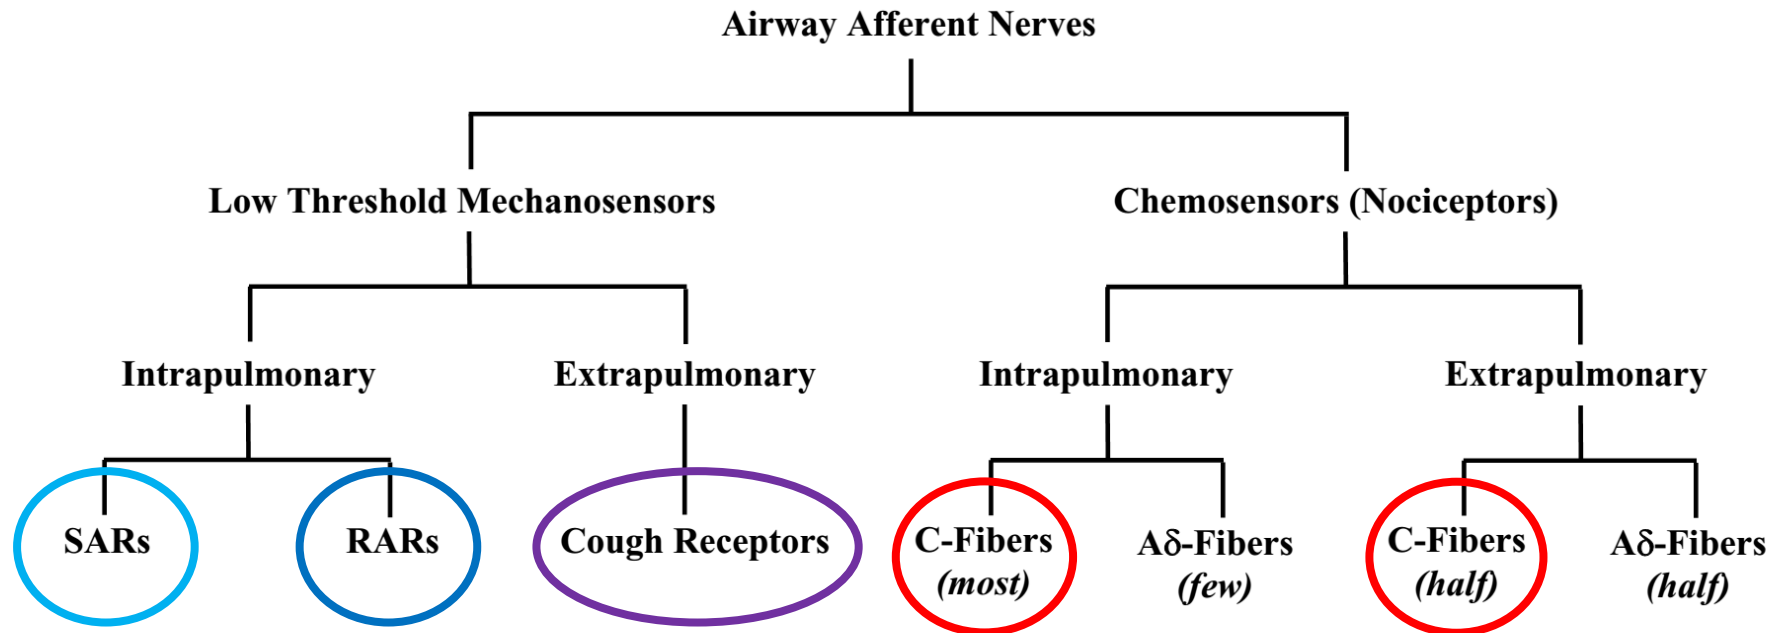 Airway Afferent Nerves
Low Threshold Mechanosensors
Chemosensors (Nociceptors)
Intrapulmonary
Extrapulmonary
Intrapulmonary
Extrapulmonary
SARs
RARs
Cough Receptors
C-Fibers
(most)
Aδ-Fibers
(few)
C-Fibers
(half)
Aδ-Fibers
(half)